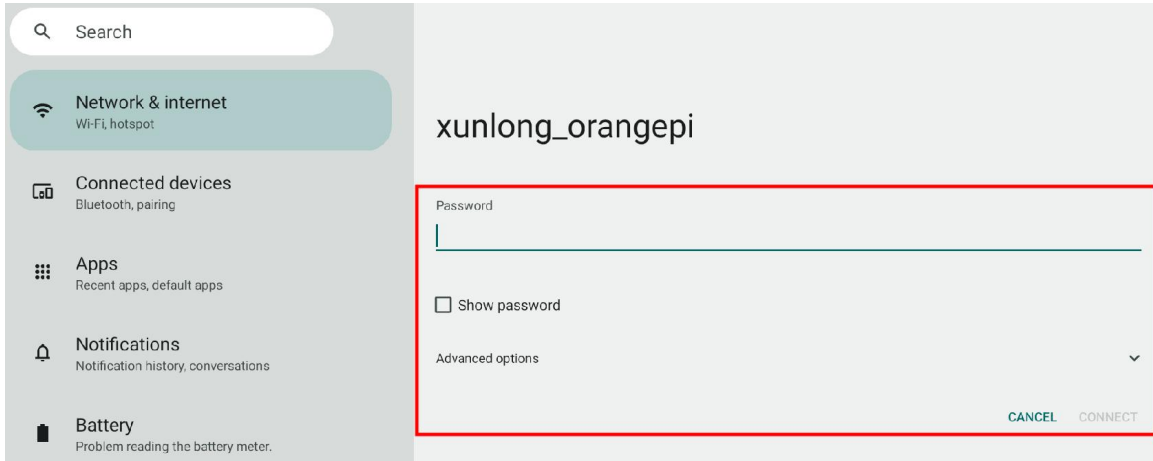 Search
Network & internet
Wi-Fi, hotspot
Connected devices
Bluetooth, pairing
Apps
Recent apps, default apps
Notifications
Notification history, conversations
Battery
Problem reading the battery meter.
xunlong_orangepi
Password
Show password
Advanced options
CANCEL CONNECT